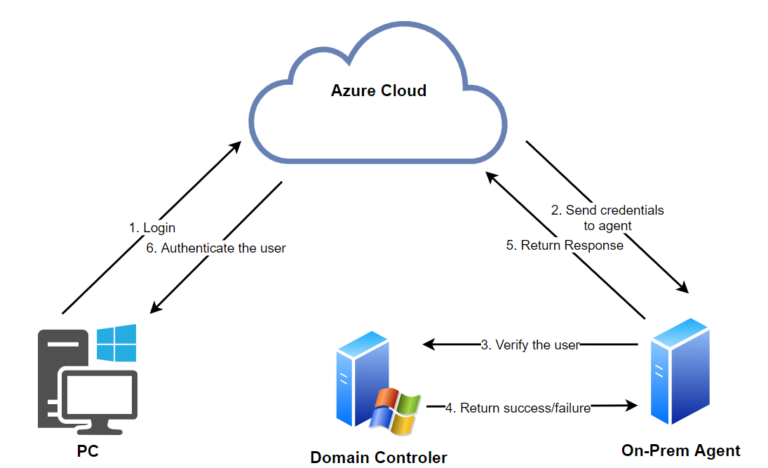 Azure Cloud
1. Login
2. Send credentials
to agent
6. Authenticate the user
5. Return Response
3. Verify the user
4. Return success/failure
PC
Domain Controler
On-Prem Agent